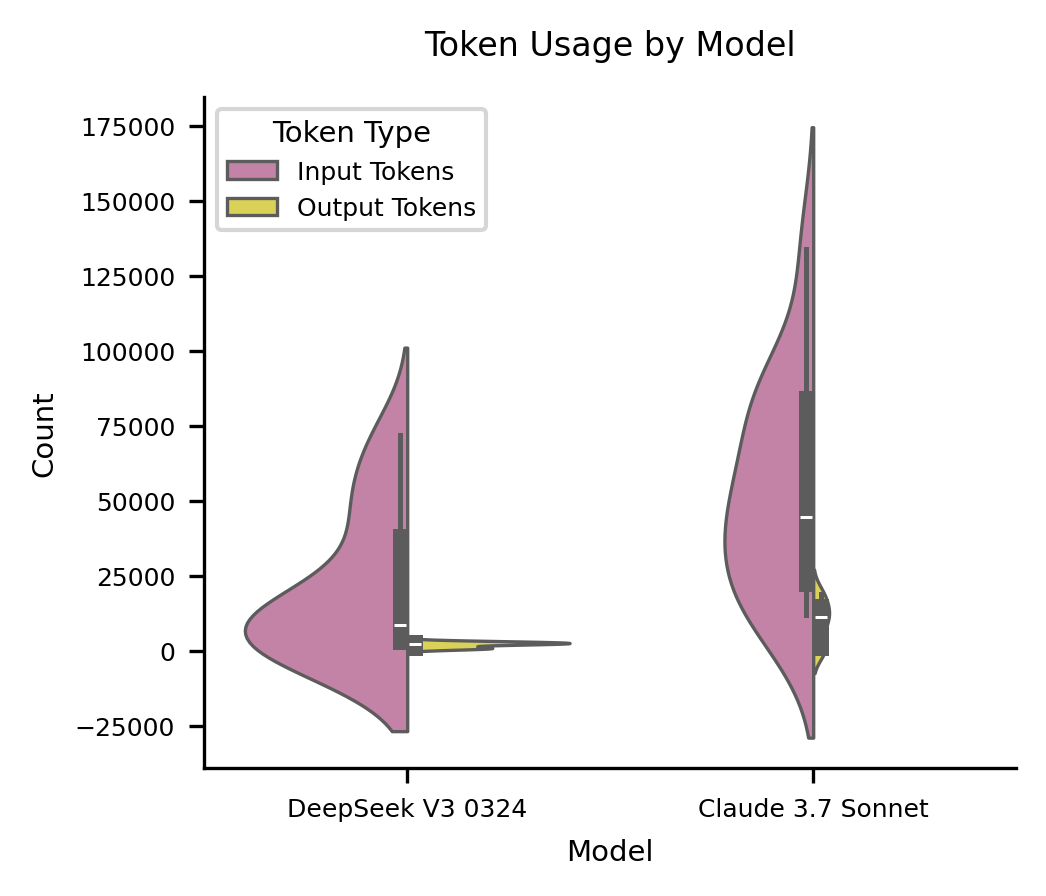 Token Usage by Model
175000
150000
125000
100000
75000
50000
25000
0
−25000
Count
Token Type
Input Tokens
Output Tokens
DeepSeek V3 0324
Claude 3.7 Sonnet
Model